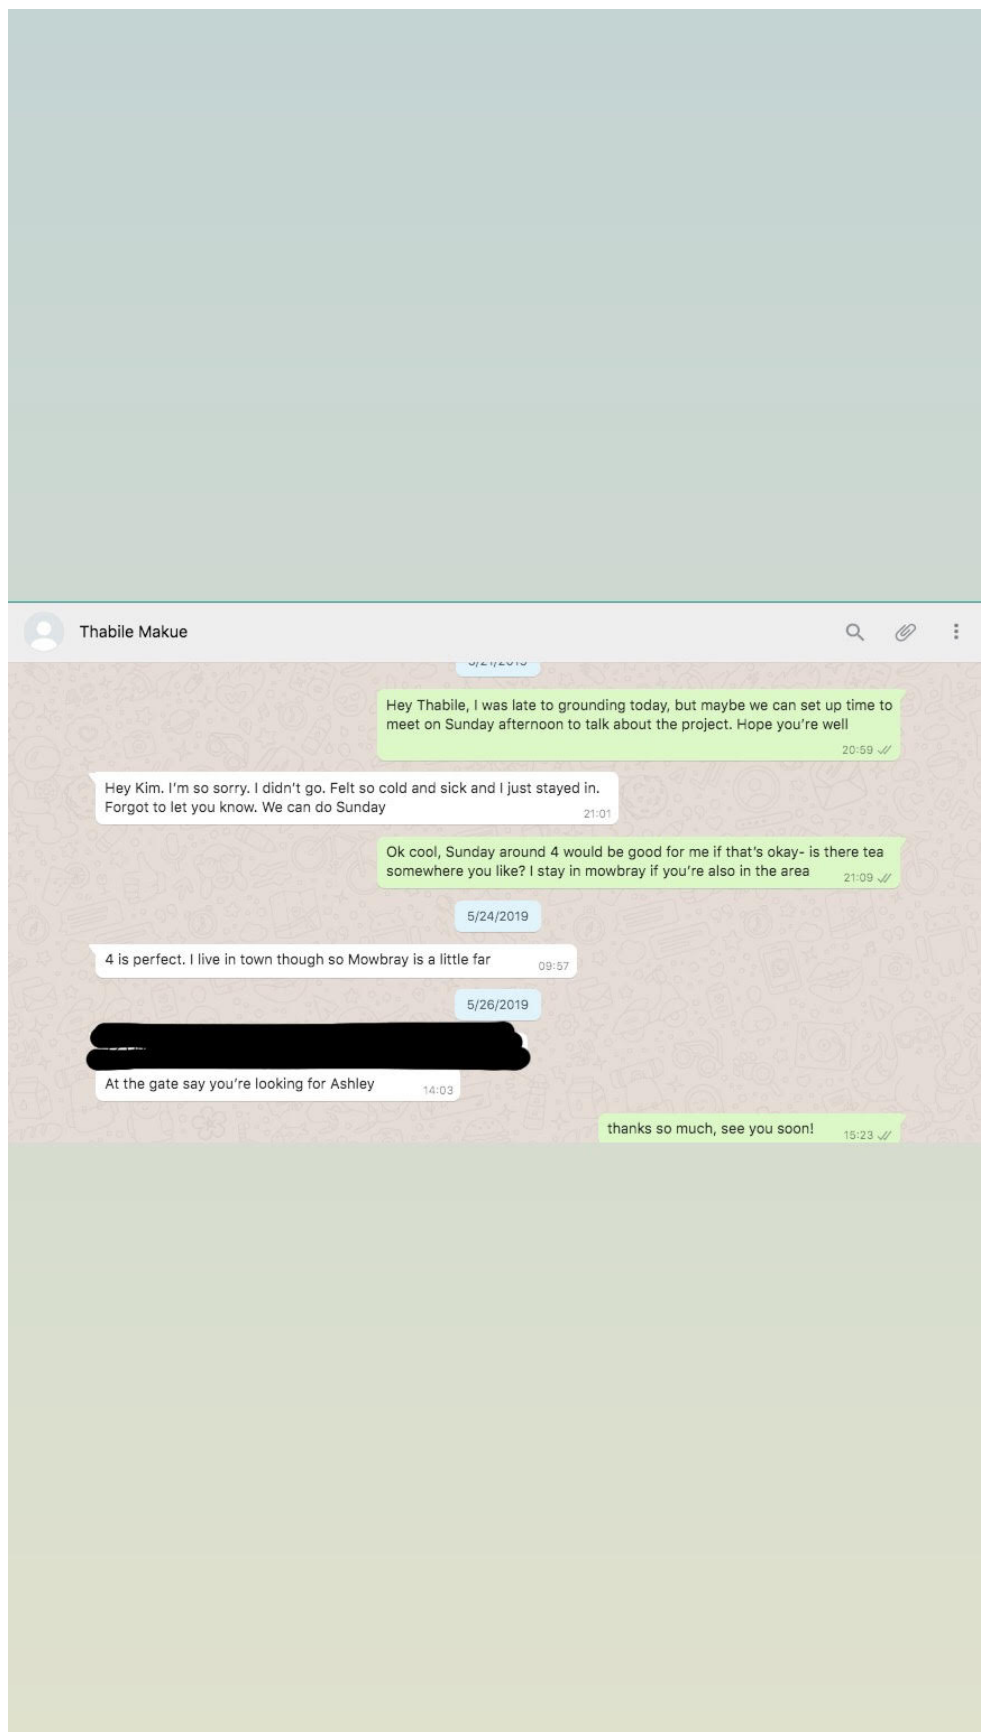 Thabile Makue
Hey Thabile, I was late to grounding today, but maybe we can set up time to
meet on Sunday afternoon to talk about the project. Hope you're well
20:59
Hey Kim. I'm so sorry. I didn't go. Felt so cold and sick and I just stayed in.
Forgot to let you know. We can do Sunday
21:01
Ok cool, Sunday around 4 would be good for me if that's okay- is there tea
somewhere you like? I stay in mowbray if you're also in the area
21:09
5/24/2019
4 is perfect. I live in town though so Mowbray is a little far
09:57
5/26/2019
At the gate say you're looking for Ashley
14:03
thanks so much, see you soon!
15:23